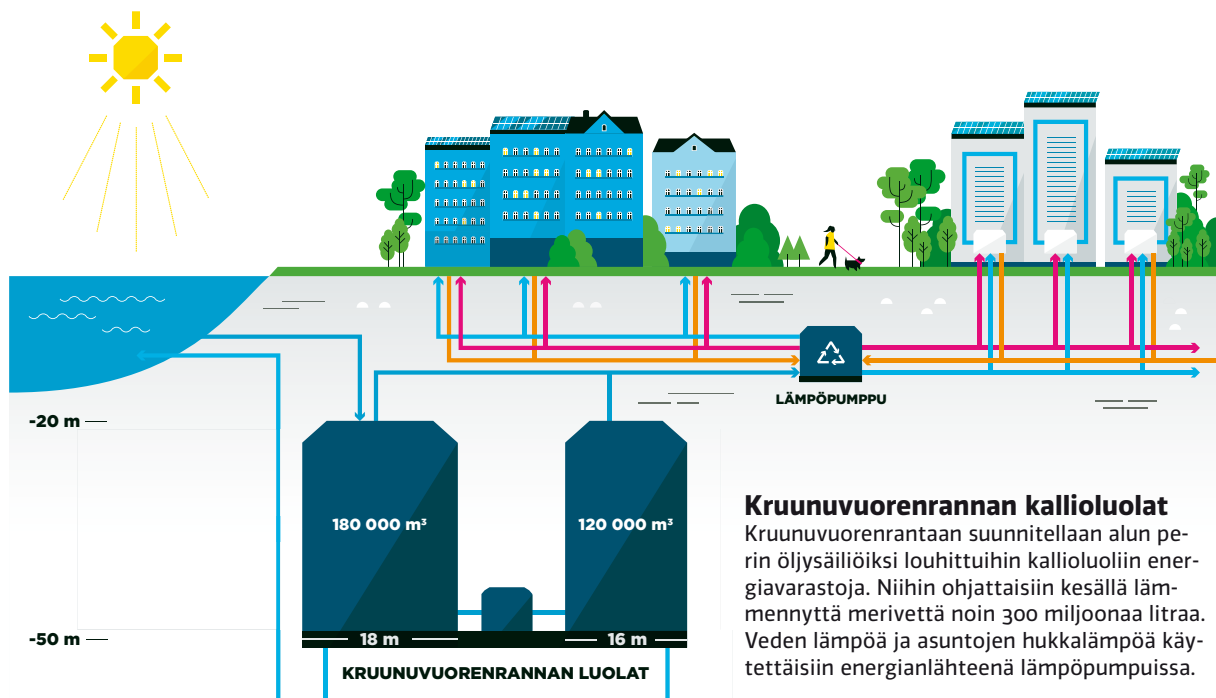 LÄMPÖPUMPPU
-20 m
180 000 m³
120 000 m³
-50 m
18 m
16 m
KRUUNUVUORENRANNAN LUOLAT
Kruunuvuorenrannan kallioluolat
Kruunuvuorenrantaan suunnitellaan alun pe-
rin öljysäiliöiksi louhittuihin kallioluoliin ener-
giavarastoja. Niihin ohjattaisiin kesällä läm-
mennyttä merivettä noin 300 miljoonaa litraa.
Veden lämpöä ja asuntojen hukkalämpöä käy-
tettäisiin energianlähteenä lämpöpumpuissa.